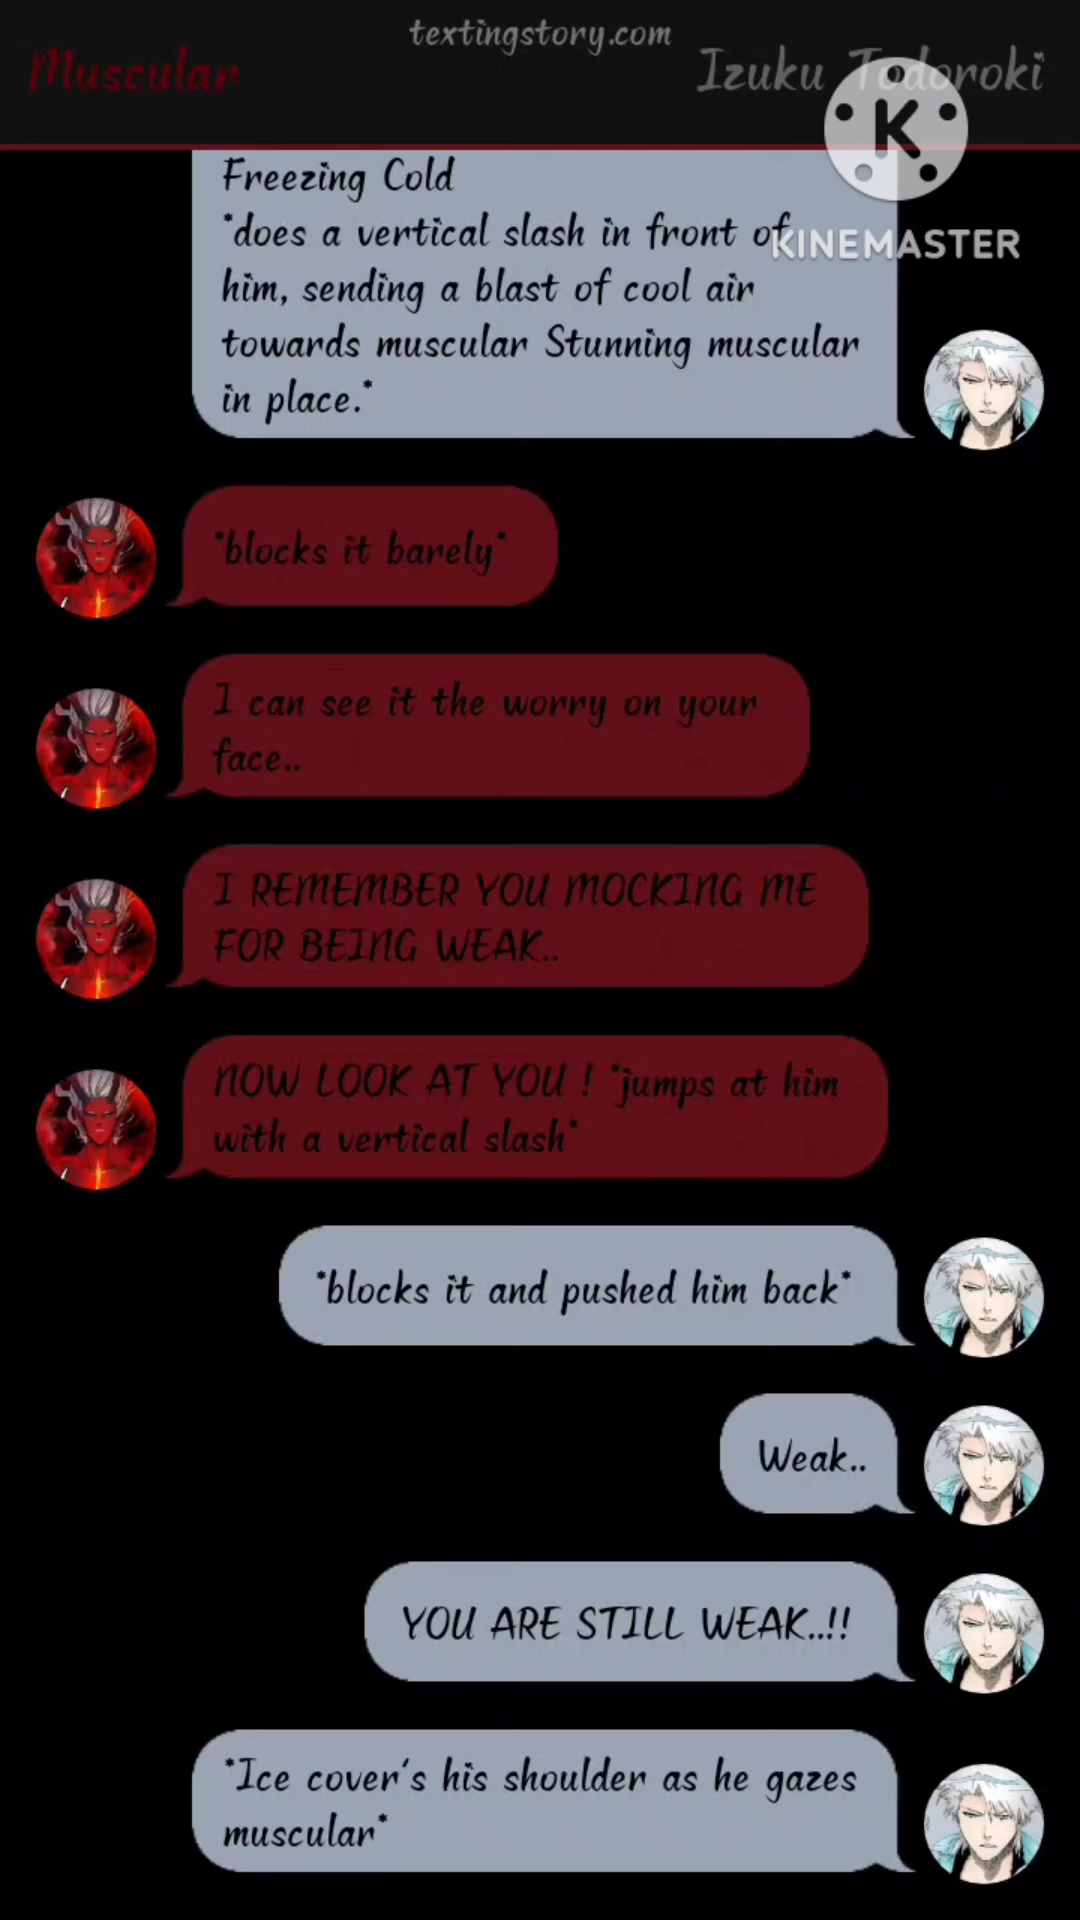 textingstory.com
Muscular
Izuku Todoroki
K
KINEMASTER
Freezing Cold
*does a vertical slash in front of
him, sending a blast of cool air
towards muscular Stunning muscular
in place.*
*blocks it barely*
I can see it the worry on your
face..
I REMEMBER YOU MOCKING ME
FOR BEING WEAK..
NOW LOOK AT YOU ! *jumps at him
with a vertical slash*
*blocks it and pushed him back*
Weak..
YOU ARE STILL WEAK..!!
*Ice cover's his shoulder as he gazes
muscular*